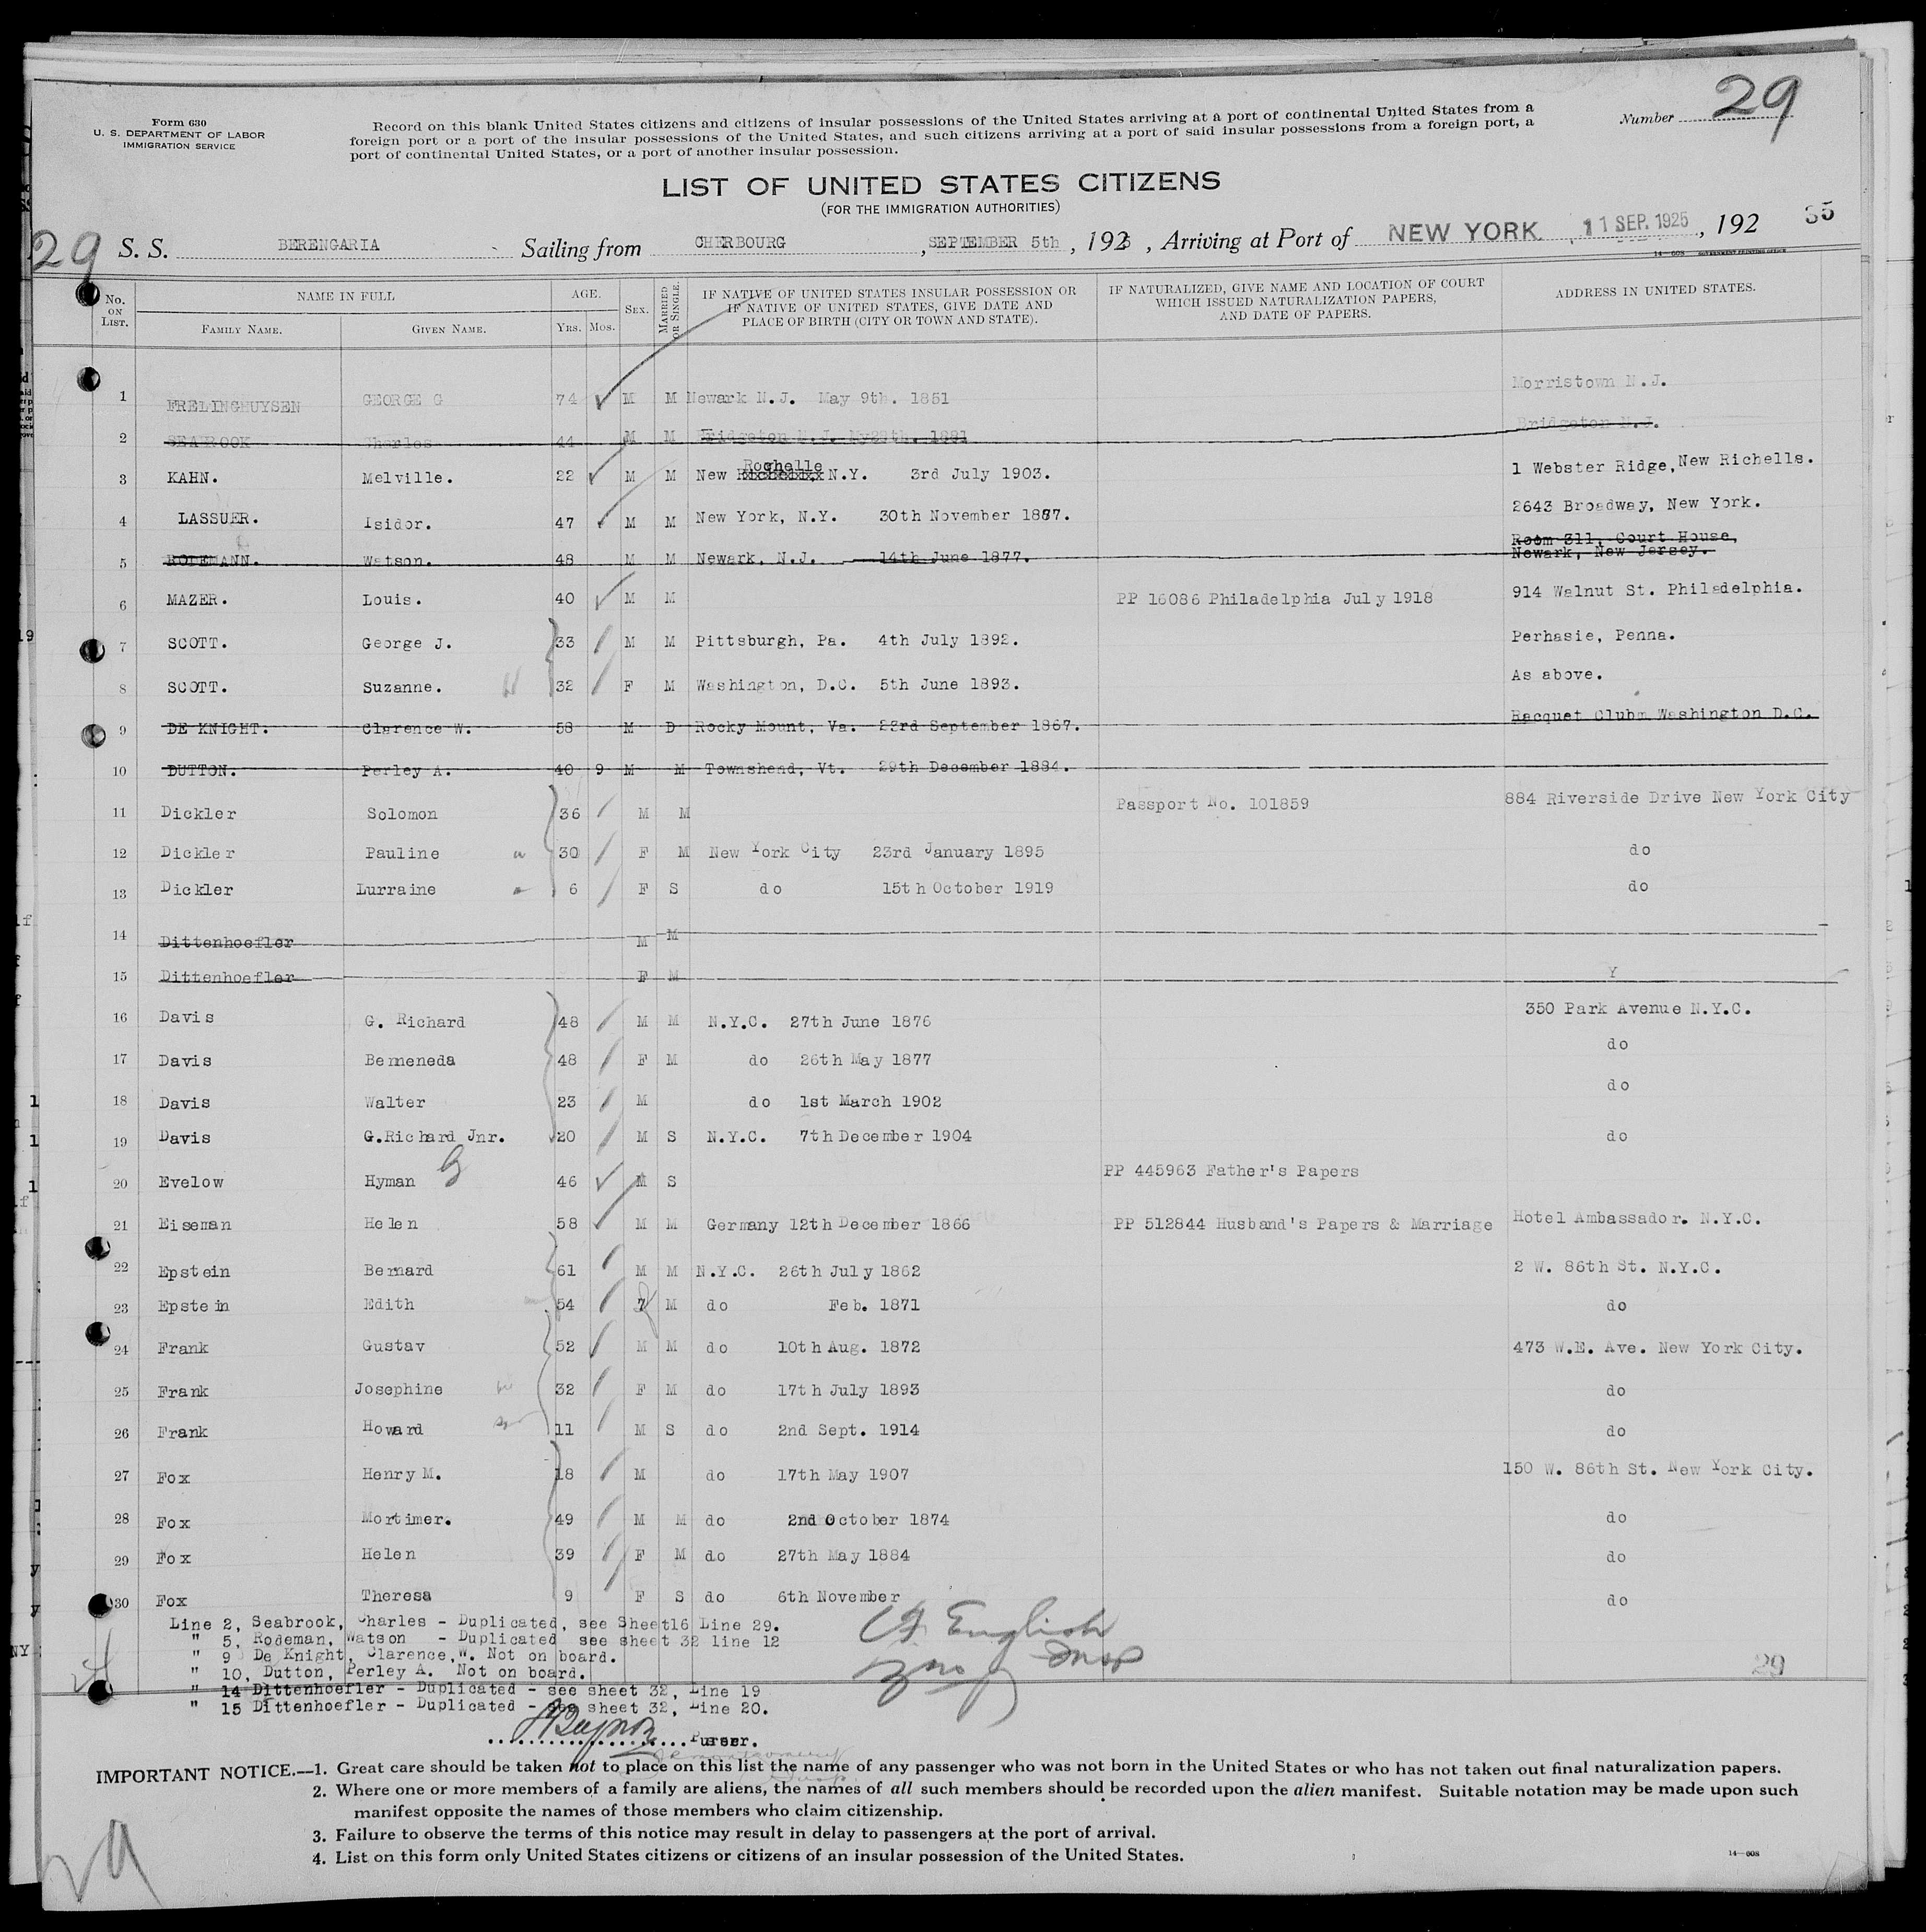 29
Form 630
U. S. DEPARTMENT OF LABOR
IMMIGRATION SERVICE
Record on this blank United States citizens and citizens of insular possessions of the United States arriving at a port of continental United States from a
foreign port or a port of the insular possessions of the United States, and such citizens arriving at a port of said insular possessions from a foreign port, a
port of continental United States, or a port of another insular possession.
Number
LIST OF UNITED STATES CITIZENS
(FOR THE IMMIGRATION AUTHORITIES)
35
29 S. S. BERENGARIA Sailing from CHERBOURG , SEPTEMBER 5th , 1925 , Arriving at Port of NEW YORK. 11 SEP. 1925 , 192
14—608 GOVERNMENT PRINTING OFFICE
No. ON LIST. NAME IN FULL FAMILY NAME. GIVEN NAME. AGE. YRS. MOS. SEX. MARRIED OR SINGLE. IF NATIVE OF UNITED STATES INSULAR POSSESSION OR IF NATIVE OF UNITED STATES, GIVE DATE AND PLACE OF BIRTH (CITY OR TOWN AND STATE). IF NATURALIZED, GIVE NAME AND LOCATION OF COURT WHICH ISSUED NATURALIZATION PAPERS, AND DATE OF PAPERS. ADDRESS IN UNITED STATES.
1 FRELINGHUYSEN GEORGE G 74 M M Newark N.J. May 9th. 1851 Morristown N.J.
2 SEABROOK Charles 44 M M Bridgeton N.J. My28th. 1881 Bridgeton N.J.
3 KAHN. Melville. 22 M M New Rochelle N.Y. 3rd July 1903. 1 Webster Ridge, New Richells.
4 LASSUER. Isidor. 47 M M New York, N.Y. 30th November 1887. 2643 Broadway, New York.
5 RODEMANN. Watson. 48 M M Newark, N.J. 14th June 1877. Room 311, Court House, Newark, New Jersey.
6 MAZER. Louis. 40 M M PP 16086 Philadelphia July 1918 914 Walnut St. Philadelphia.
7 SCOTT. George J. 33 M M Pittsburgh, Pa. 4th July 1892. Perhasie, Penna.
8 SCOTT. Suzanne. W 32 F M Washington, D.C. 5th June 1893. As above.
9 DE KNIGHT. Clarence W. 58 M D Rocky Mount, Va. 23rd September 1867. Racquet Clubm Washington D.C.
10 DUTTON. Perley A. 40 9 M M Townshend, Vt. 29th December 1884.
11 Dickler Solomon 36 M M Passport No. 101859 884 Riverside Drive New York City
12 Dickler Pauline 30 F M New York City 23rd January 1895 do
13 Dickler Lurraine 6 F S do 15th October 1919 do
14 Dittenhoefler M M
15 Dittenhoefler F M Y
16 Davis G. Richard 48 M M N.Y.C. 27th June 1876 350 Park Avenue N.Y.C.
17 Davis Bemeneda 48 F M do 26th May 1877 do
18 Davis Walter 23 M do 1st March 1902 do
19 Davis G.Richard Jnr. 20 M S N.Y.C. 7th December 1904 do
20 Evelow Hyman G 46 M S PP 445963 Father's Papers
21 Eiseman Helen 58 M M Germany 12th December 1866 PP 512844 Husband's Papers & Marriage Hotel Ambassador. N.Y.C.
22 Epstein Bernard 61 M M N.Y.C. 26th July 1862 2 W. 86th St. N.Y.C.
23 Epstein Edith 54 M do Feb. 1871 do
24 Frank Gustav 52 M M do 10th Aug. 1872 473 W.E. Ave. New York City.
25 Frank Josephine 32 F M do 17th July 1893 do
26 Frank Howard 11 M S do 2nd Sept. 1914 do
27 Fox Henry M. 18 M do 17th May 1907 150 W. 86th St. New York City.
28 Fox Mortimer. 49 M M do 2nd October 1874 do
29 Fox Helen 39 F M do 27th May 1884 do
30 Fox Theresa 9 F S do 6th November do
Line 2, Seabrook, Charles - Duplicated, see Sheet16 Line 29.
" 5, Rodeman, Watson - Duplicated see sheet 32 line 12
" 9 De Knight, Clarence,W. Not on board.
" 10, Dutton, Perley A. Not on board.
" 14 Dittenhoefler - Duplicated - see sheet 32, Line 19
" 15 Dittenhoefler - Duplicated - see sheet 32, Line 20.
English
Insp
29
Purser.
IMPORTANT NOTICE.—1. Great care should be taken not to place on this list the name of any passenger who was not born in the United States or who has not taken out final naturalization papers.
2. Where one or more members of a family are aliens, the names of all such members should be recorded upon the alien manifest. Suitable notation may be made upon such
manifest opposite the names of those members who claim citizenship.
3. Failure to observe the terms of this notice may result in delay to passengers at the port of arrival.
4. List on this form only United States citizens or citizens of an insular possession of the United States.
14—608
29